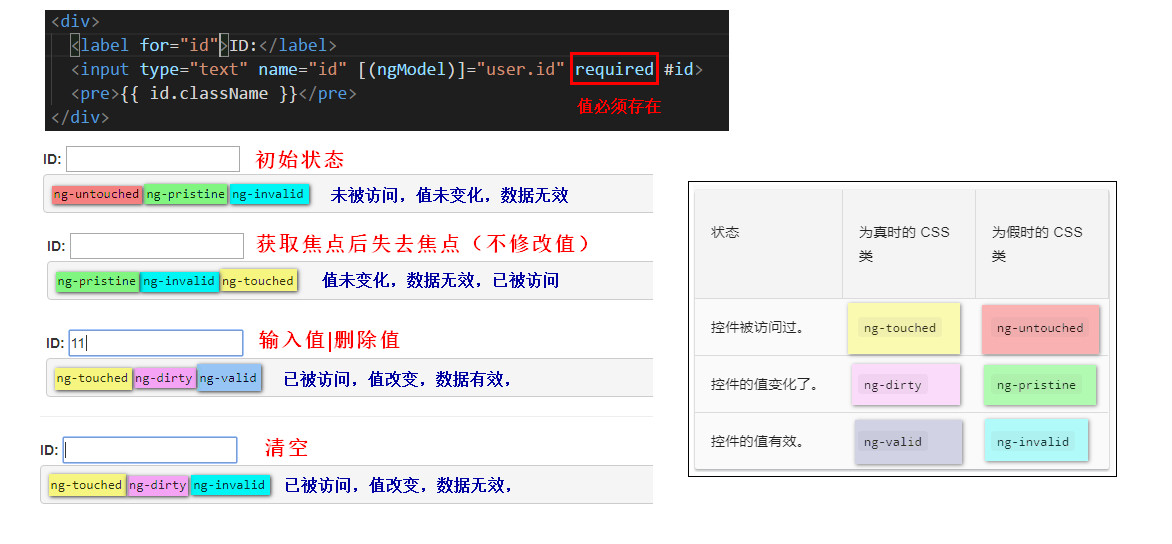 <div>
<label for="id">ID:</label>
<input type="text" name="id" [(ngModel)]="user.id" required #id>
<pre>{{ id.className }}</pre>
</div>
值必须存在
ID:
初始状态
ng-untouched ng-pristine ng-invalid
未被访问，值未变化，数据无效
ID:
获取焦点后失去焦点（不修改值）
ng-pristine ng-invalid ng-touched
值未变化，数据无效，已被访问
ID: 11
输入值|删除值
ng-touched ng-dirty ng-valid
已被访问，值改变，数据有效，
ID:
清空
ng-touched ng-dirty ng-invalid
已被访问，值改变，数据无效，
状态
为真时的 CSS
类
为假时的 CSS
类
控件被访问过。 ng-touched ng-untouched
控件的值变化了。 ng-dirty ng-pristine
控件的值有效。 ng-valid ng-invalid